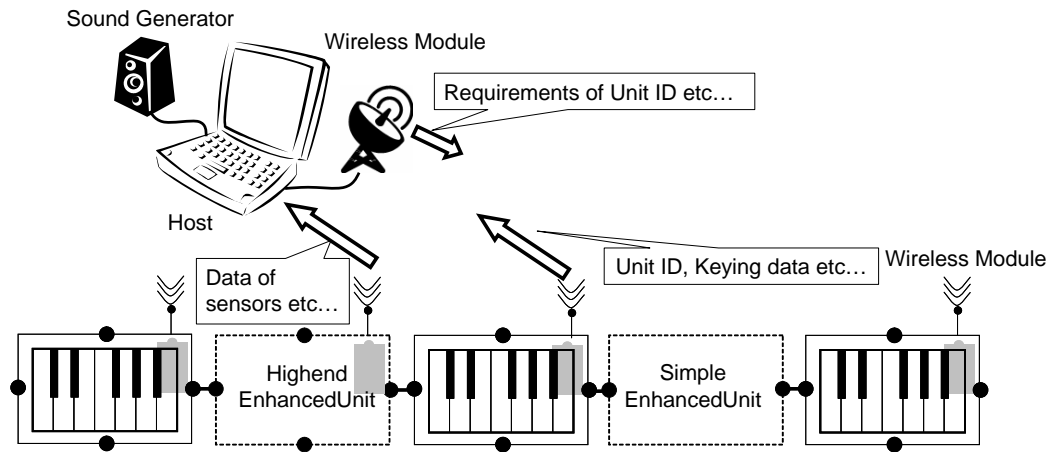 Sound Generator
Wireless Module
Requirements of Unit ID etc…
Host
Data of
sensors etc…
Unit ID, Keying data etc…
Wireless Module
Highend
EnhancedUnit
Simple
EnhancedUnit